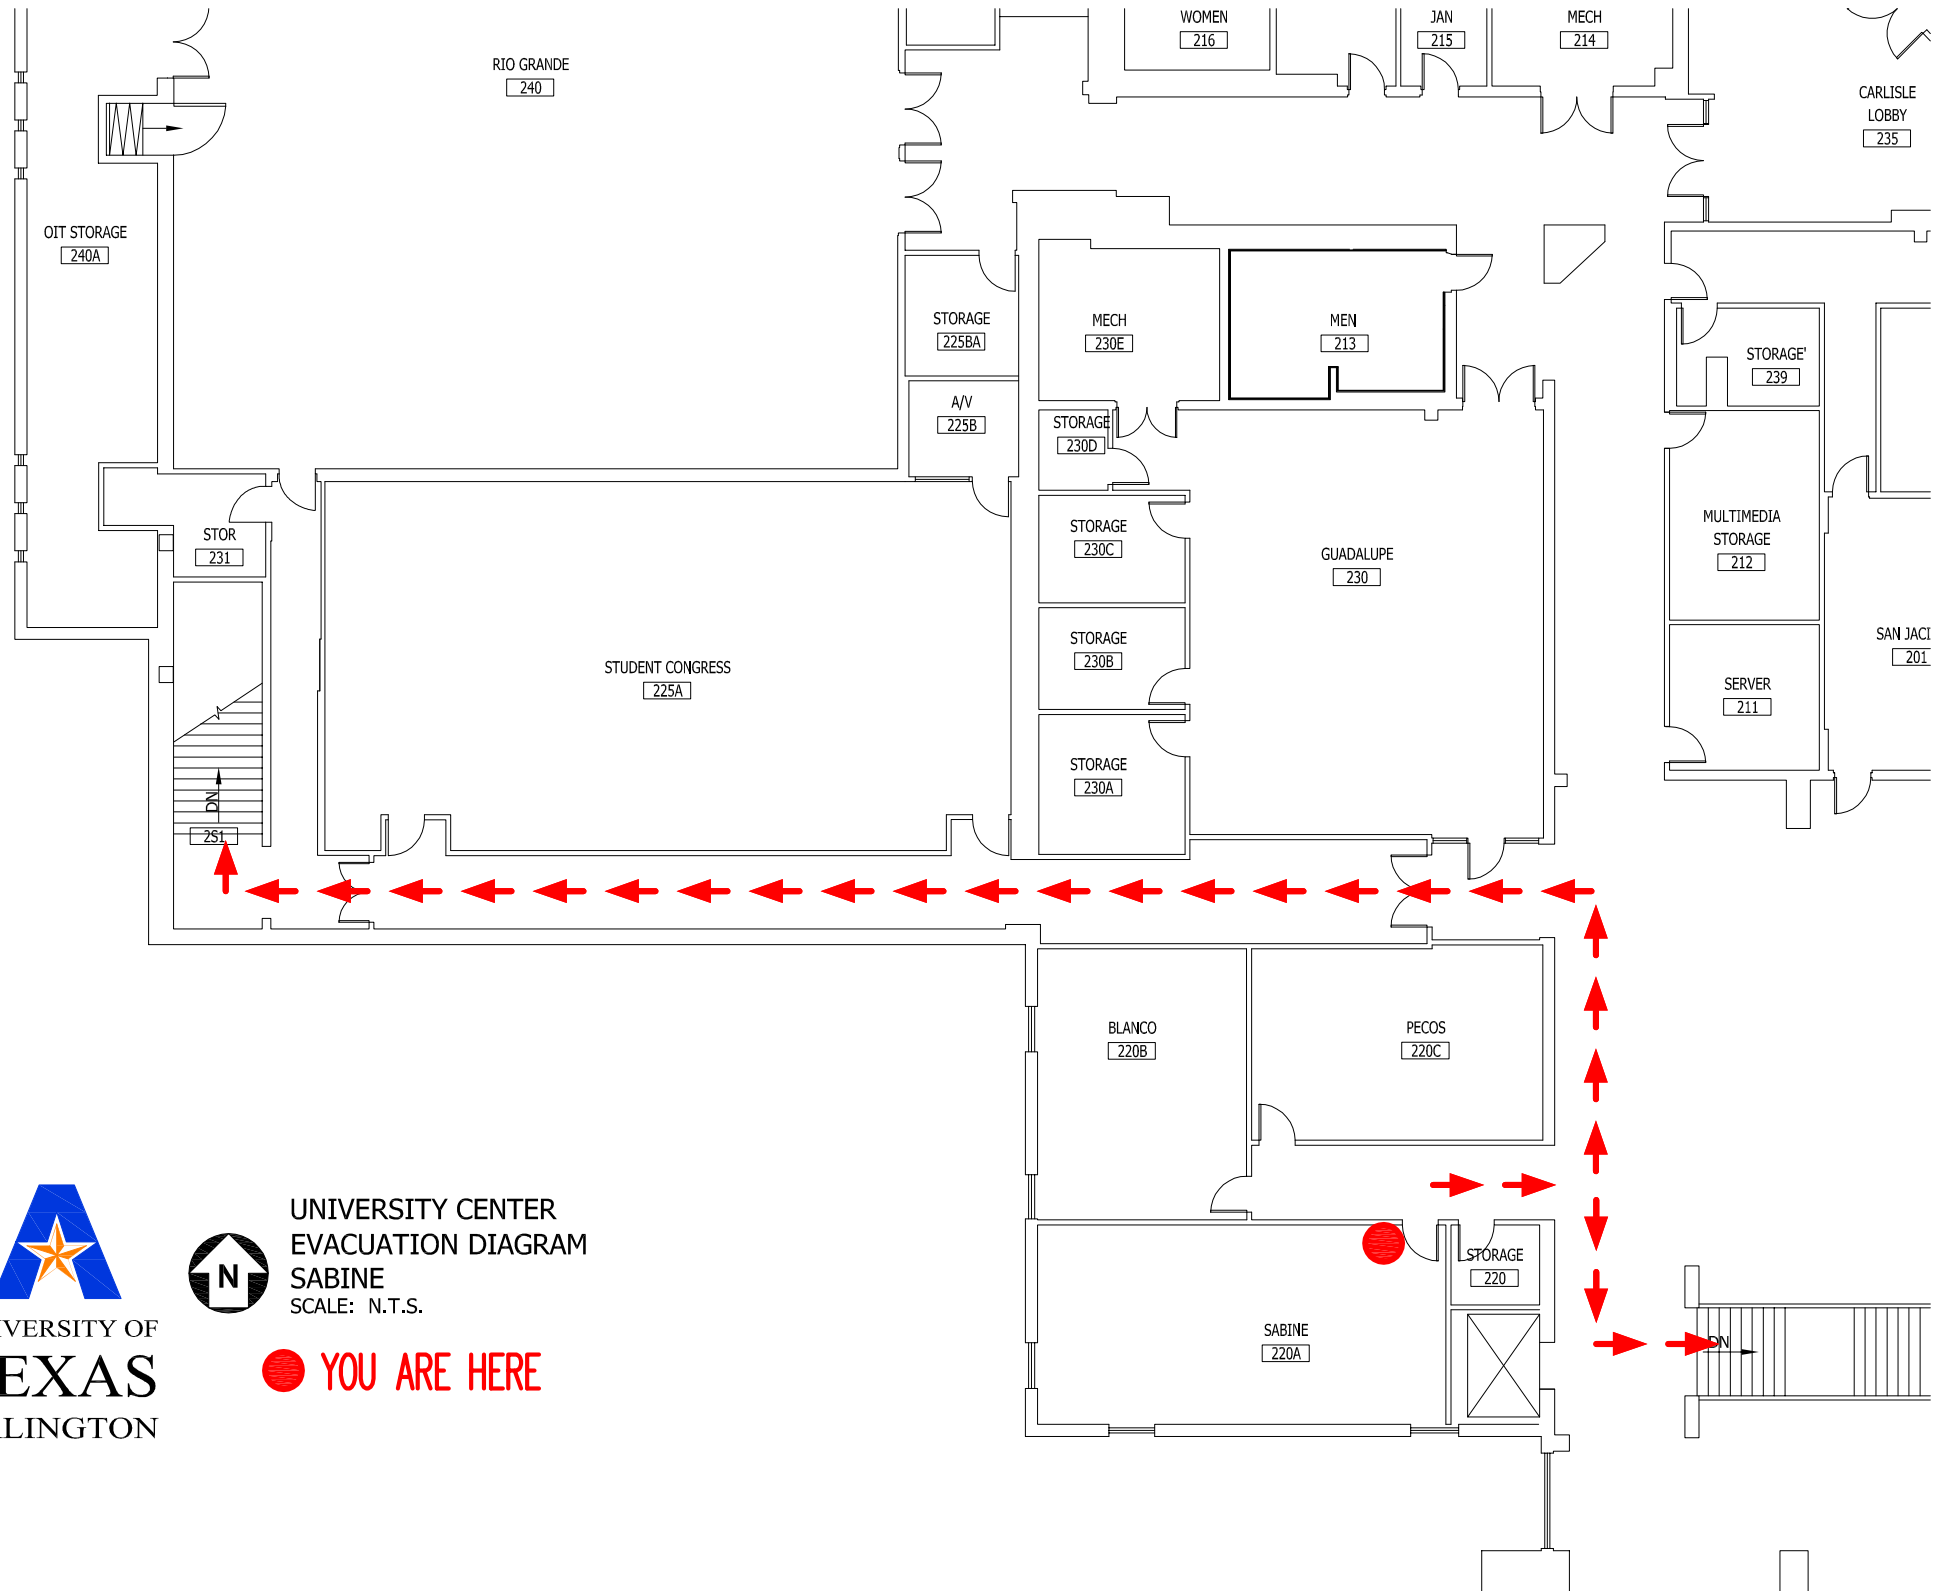 WOMEN
216
JAN
215
MECH
214
RIO GRANDE
240
CARLISLE
LOBBY
235
OIT STORAGE
240A
STORAGE
225BA
MECH
230E
MEN
213
STORAGE'
239
A/V
225B
STORAGE
230D
STOR
231
STORAGE
230C
GUADALUPE
230
MULTIMEDIA
STORAGE
212
STORAGE
230B
SAN JACI
201
STUDENT CONGRESS
225A
SERVER
211
STORAGE
230A
DN
2S1
BLANCO
220B
PECOS
220C
UNIVERSITY CENTER
EVACUATION DIAGRAM
SABINE
SCALE: N.T.S.
N
YOU ARE HERE
VERSITY OF
EXAS
LINGTON
STORAGE
220
SABINE
220A
DN